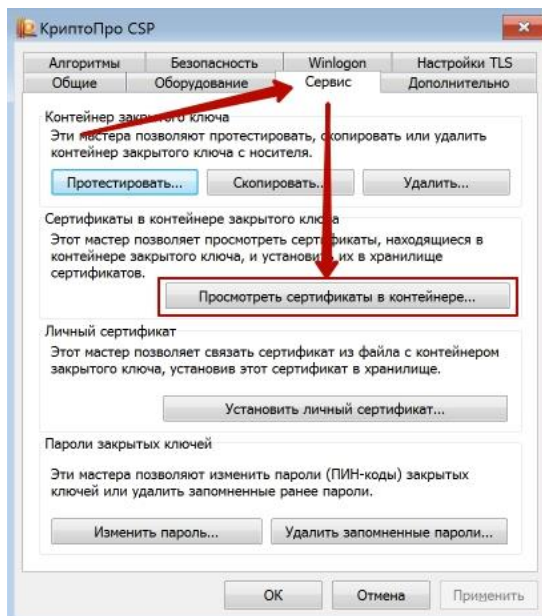 КриптоПро CSP
Алгоритмы Безопасность Winlogon Настройки TLS
Общие Оборудование Сервис Дополнительно
Контейнер закрытого ключа
Эти мастера позволяют протестировать, скопировать или удалить
контейнер закрытого ключа с носителя.
Протестировать... Скопировать... Удалить...
Сертификаты в контейнере закрытого ключа
Этот мастер позволяет просмотреть сертификаты, находящиеся в
контейнере закрытого ключа, и установить их в хранилище
сертификатов.
Просмотреть сертификаты в контейнере...
Личный сертификат
Этот мастер позволяет связать сертификат из файла с контейнером
закрытого ключа, установив этот сертификат в хранилище.
Установить личный сертификат...
Пароли закрытых ключей
Эти мастера позволяют изменить пароли (ПИН-коды) закрытых
ключей или удалить запомненные ранее пароли.
Изменить пароль... Удалить запомненные пароли...
ОК Отмена Применить